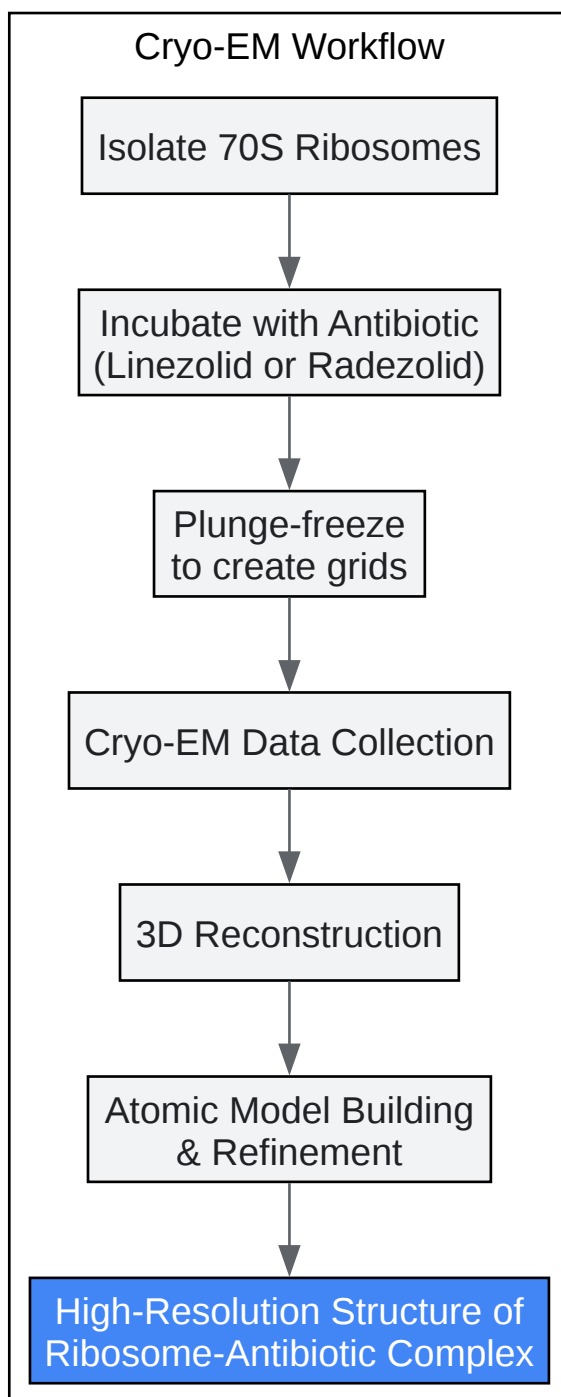 Cryo-EM Workflow
Isolate 70S Ribosomes
Incubate with Antibiotic
(Linezolid or Radezolid)
Plunge-freeze
to create grids
Cryo-EM Data Collection
3D Reconstruction
Atomic Model Building
& Refinement
High-Resolution Structure of
Ribosome-Antibiotic Complex